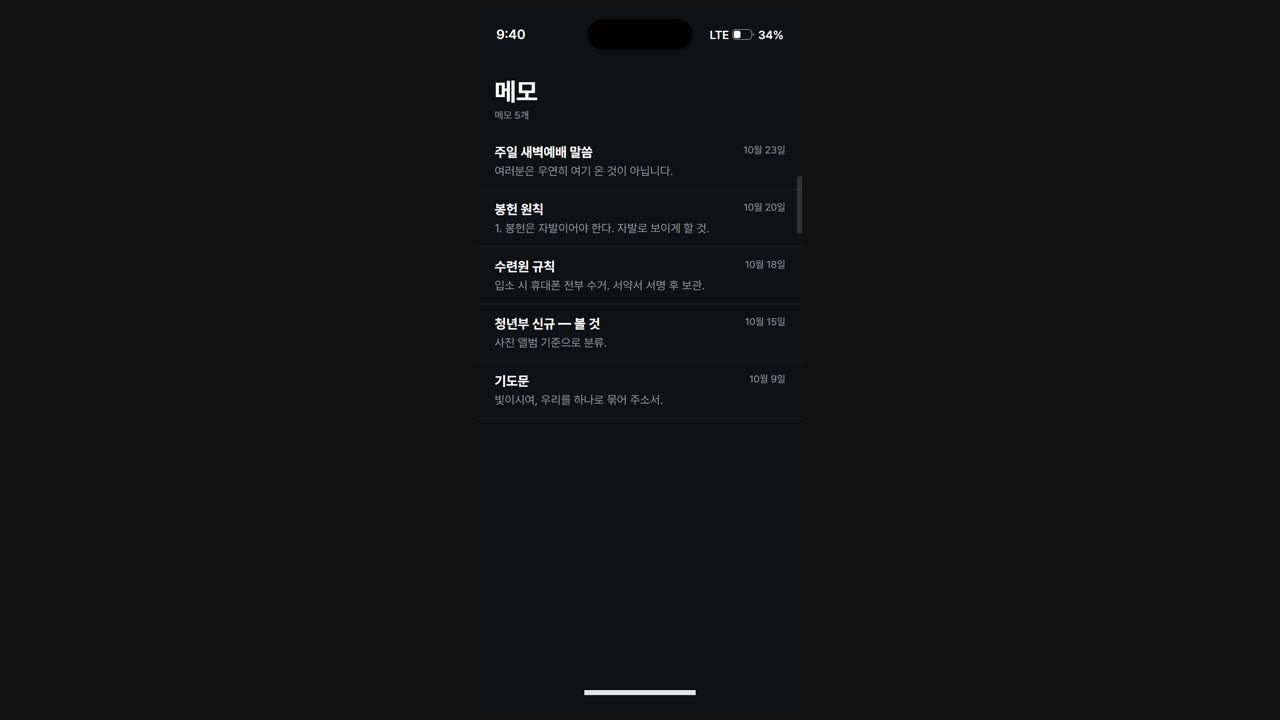 9:40
LTE 34%
메모
메모 5개
주일 새벽예배 말씀 10월 23일
여러분은 우연히 여기 온 것이 아닙니다.
봉헌 원칙 10월 20일
1. 봉헌은 자발이어야 한다. 자발로 보이게 할 것.
수련원 규칙 10월 18일
입소 시 휴대폰 전부 수거. 서약서 서명 후 보관.
청년부 신규 — 볼 것 10월 15일
사진 앨범 기준으로 분류.
기도문 10월 9일
빛이시여, 우리를 하나로 묶어 주소서.